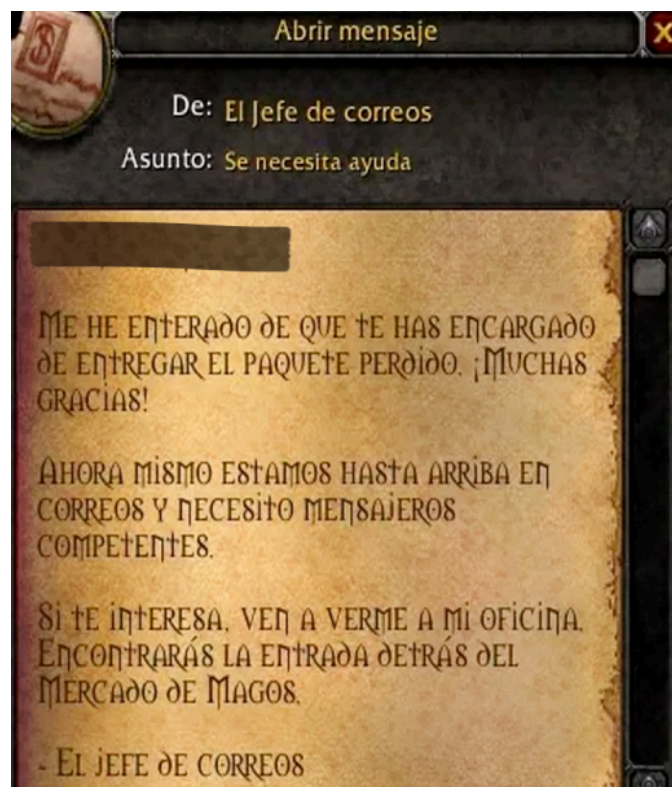 Abrir mensaje
De: El Jefe de correos
Asunto: Se necesita ayuda
Me he enterado de que te has encargado
de entregar el paquete perdido. ¡Muchas
gracias!
Ahora mismo estamos hasta arriba en
correos y necesito mensajeros
competentes.
Si te interesa, ven a verme a mi oficina.
Encontrarás la entrada detrás del
Mercado de Magos.
- El jefe de correos